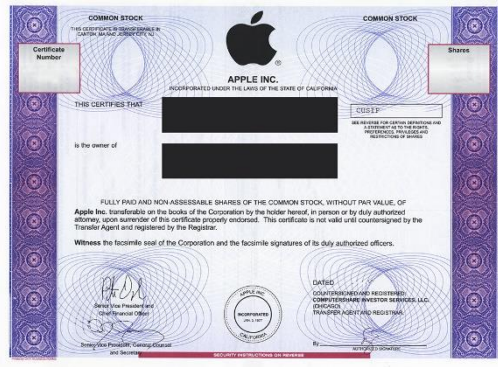 COMMON STOCK
COMMON STOCK
THIS CERTIFICATE IS TRANSFERABLE IN
CANTON, MA AND JERSEY CITY, NJ
Certificate
Number
Shares
®
APPLE INC.
INCORPORATED UNDER THE LAWS OF THE STATE OF CALIFORNIA
THIS CERTIFIES THAT
CUSIP
SEE REVERSE FOR CERTAIN DEFINITIONS AND
A STATEMENT AS TO THE RIGHTS,
PREFERENCES, PRIVILEGES AND
RESTRICTIONS OF SHARES
is the owner of
FULLY PAID AND NON-ASSESSABLE SHARES OF THE COMMON STOCK, WITHOUT PAR VALUE, OF
Apple Inc. transferable on the books of the Corporation by the holder hereof, in person or by duly authorized
attorney, upon surrender of this certificate properly endorsed. This certificate is not valid until countersigned by the
Transfer Agent and registered by the Registrar.
Witness the facsimile seal of the Corporation and the facsimile signatures of its duly authorized officers.
Senior Vice President and
Chief Financial Officer
Senior Vice President, General Counsel
and Secretary
APPLE INC.
INCORPORATED
JAN. 3, 1977
CALIFORNIA
DATED
COUNTERSIGNED AND REGISTERED:
COMPUTERSHARE INVESTOR SERVICES, LLC.
(CHICAGO)
TRANSFER AGENT AND REGISTRAR
By
AUTHORIZED SIGNATURE
SECURITY INSTRUCTIONS ON REVERSE